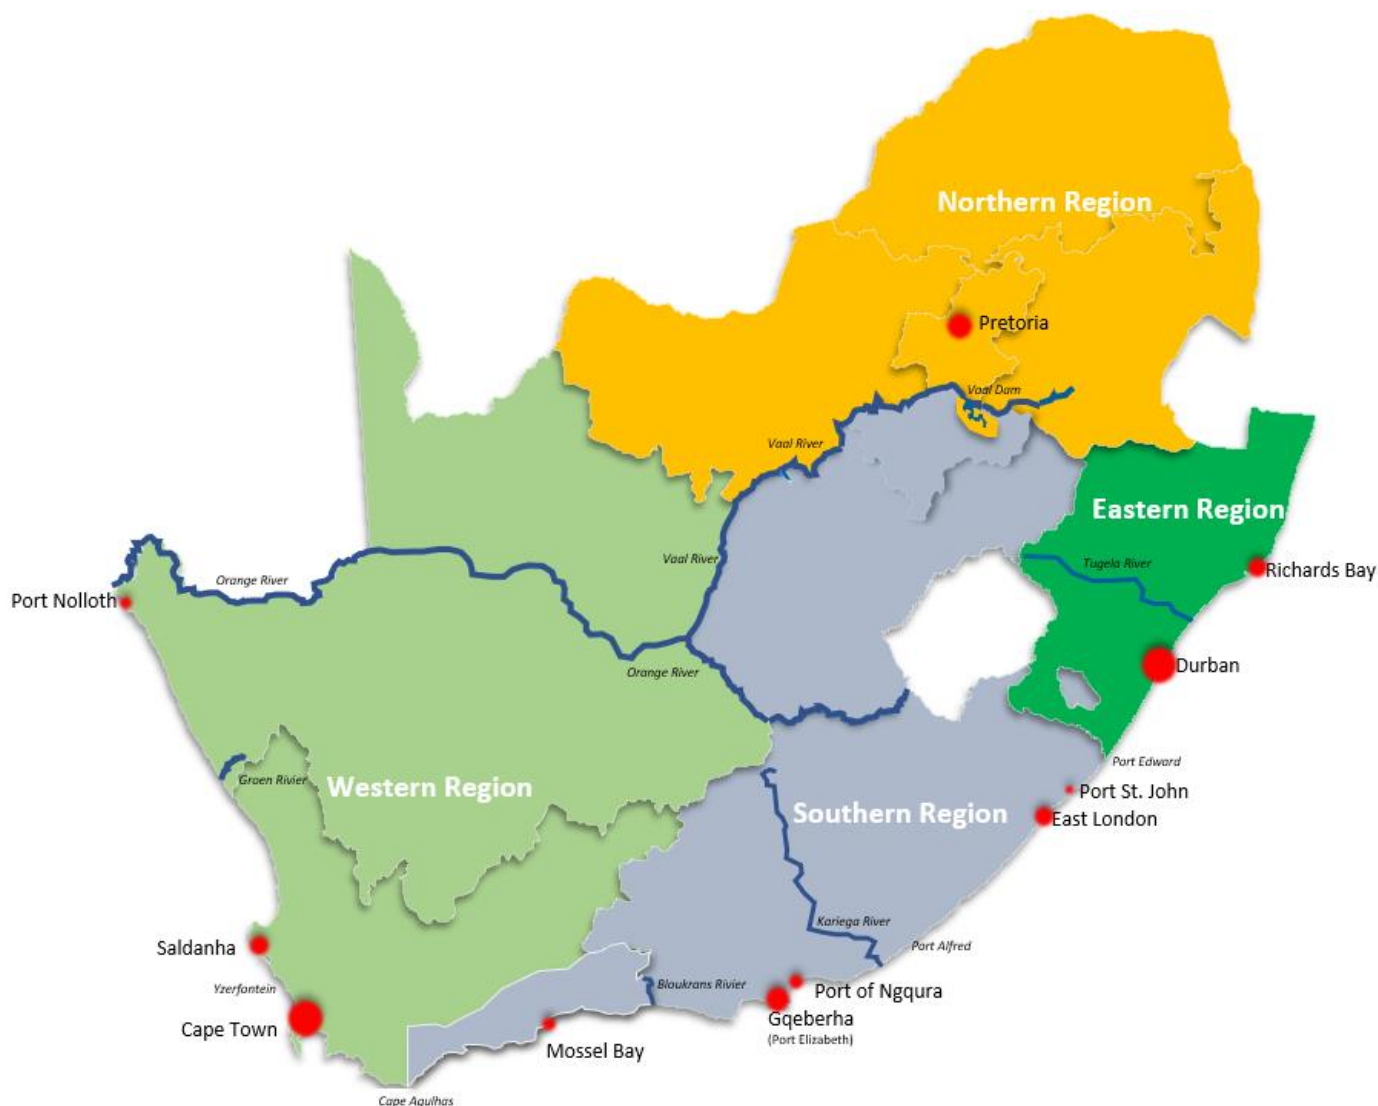 Northern Region
Pretoria
Vaal Dam
Vaal River
Eastern Region
Vaal River
Tugela River
Richards Bay
Orange River
Port Nolloth
Orange River
Durban
Groen Rivier
Western Region
Port Edward
Port St. John
Southern Region
East London
Kariega River
Port Alfred
Saldanha
Yzerfontein
Bloukrans Rivier
Port of Ngqura
Cape Town
Gqeberha
(Port Elizabeth)
Mossel Bay
Cape Agulhas